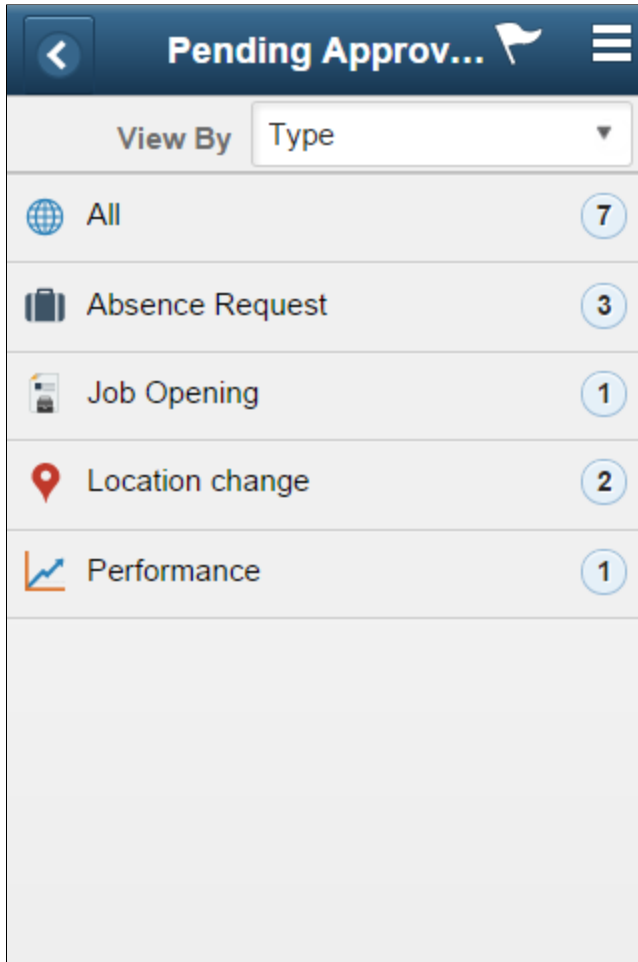 Pending Approv...
View By Type
All 7
Absence Request 3
Job Opening 1
Location change 2
Performance 1